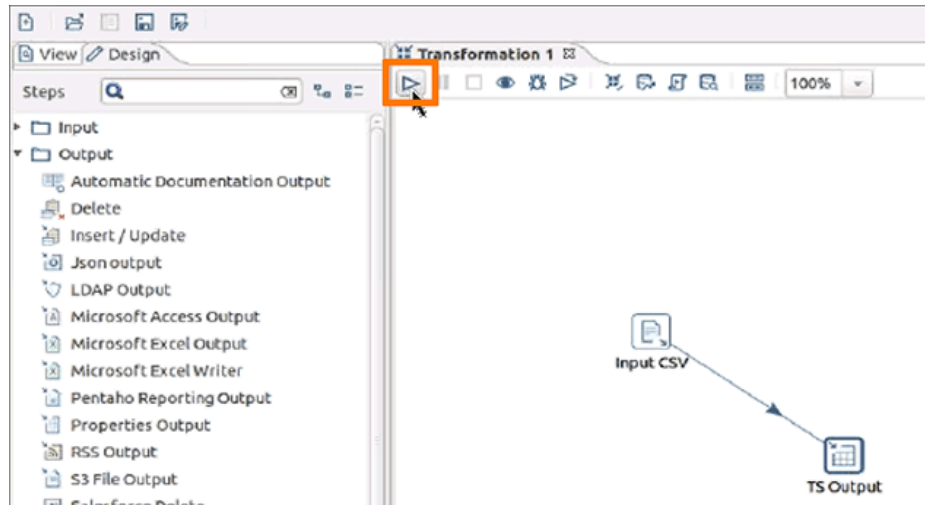 View
Design
Transformation 1
Steps
100%
Input
Output
Automatic Documentation Output
Delete
Insert / Update
Json output
LDAP Output
Microsoft Access Output
Microsoft Excel Output
Microsoft Excel Writer
Pentaho Reporting Output
Properties Output
RSS Output
S3 File Output
Salesforce Delete
Input CSV
TS Output